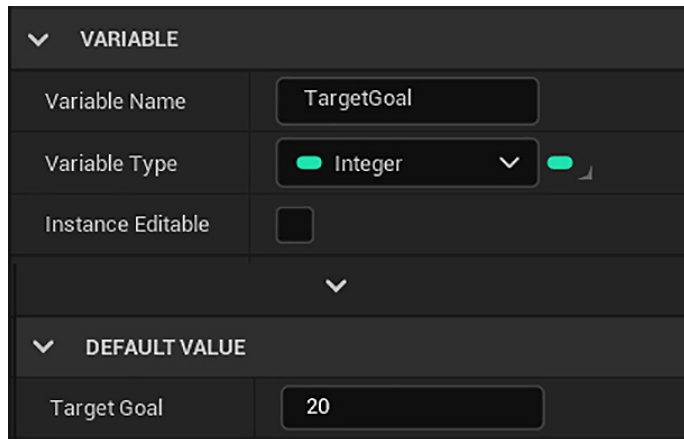 VARIABLE
Variable Name TargetGoal
Variable Type Integer
Instance Editable
DEFAULT VALUE
Target Goal 20